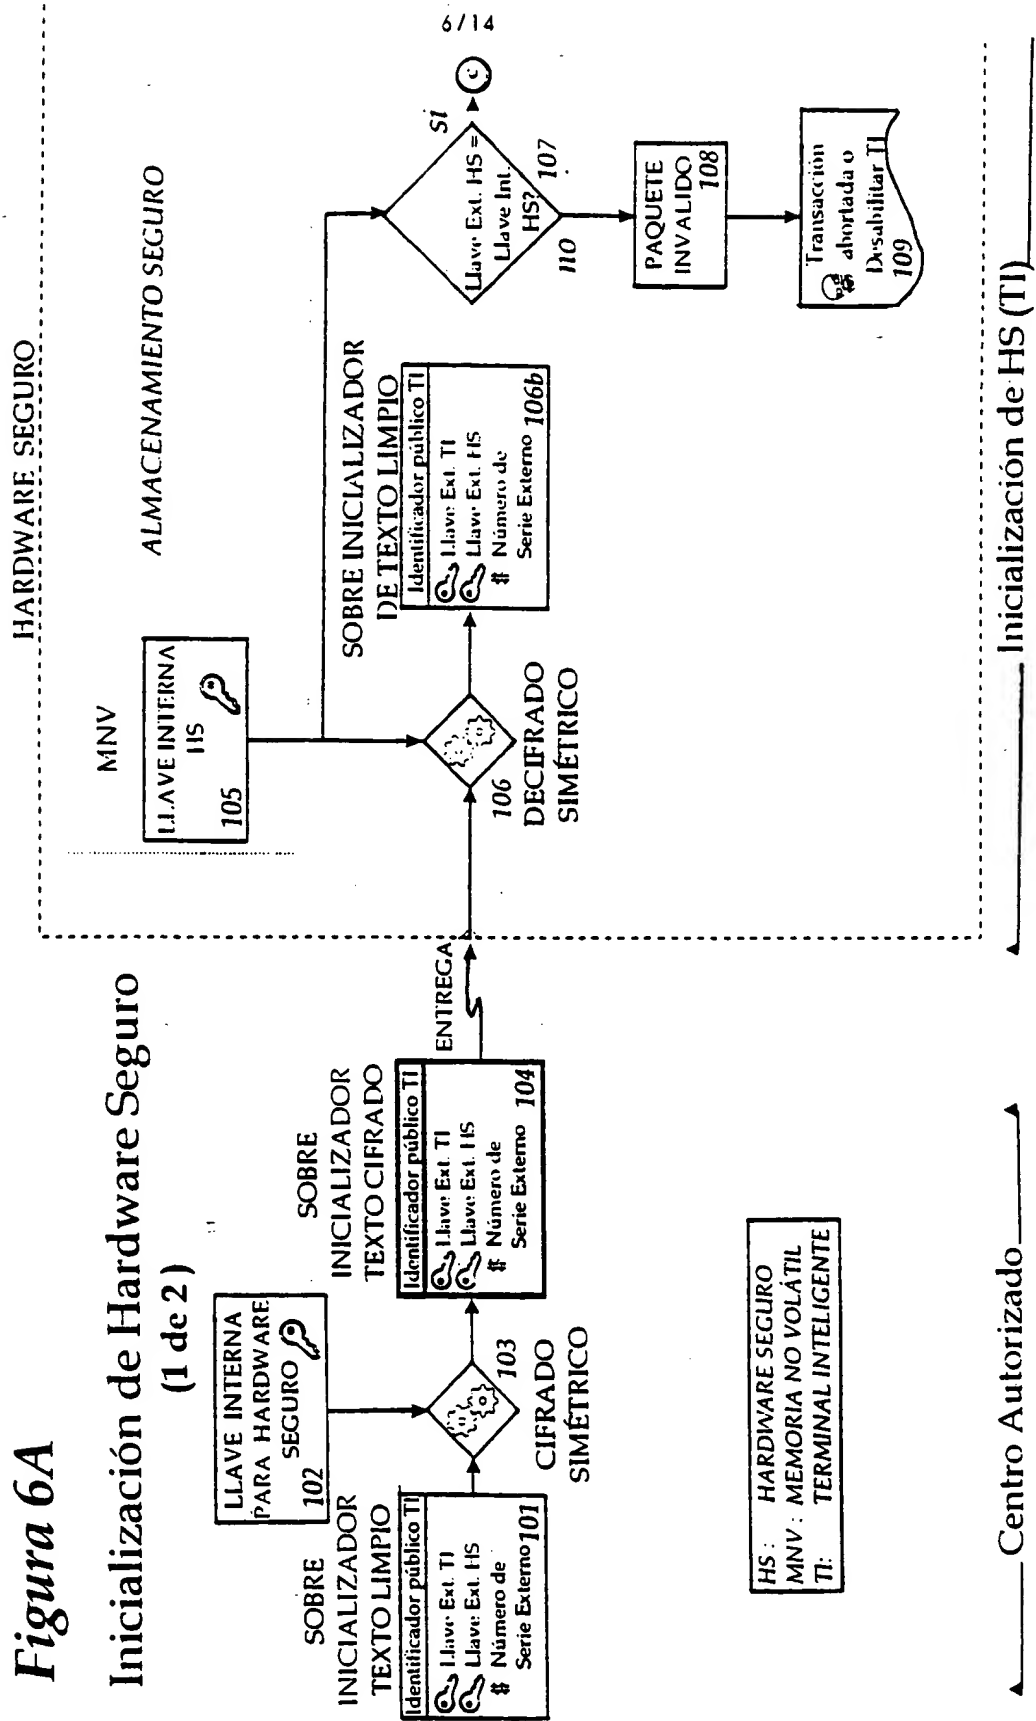 6/14
Figura 6A
Inicialización de Hardware Seguro
(1 de 2)
SOBRE
INICIALIZADOR
TEXTO LIMPIO
Identificador público TI
Llave Ext. TI
Llave Ext. HS
# Número de
Serie Externo 101
LLAVE INTERNA
PARA HARDWARE
SEGURO
102
103
CIFRADO
SIMÉTRICO
SOBRE
INICIALIZADOR
TEXTO CIFRADO
Identificador público TI
Llave Ext. TI
Llave Ext. HS
# Número de
Serie Externo 104
ENTREGA
HARDWARE SEGURO
ALMACENAMIENTO SEGURO
MNV
LLAVE INTERNA
HS
105
106
DECIFRADO
SIMÉTRICO
SOBRE INICIALIZADOR
DE TEXTO LIMPIO
Identificador público TI
Llave Ext. TI
Llave Ext. HS
# Número de
Serie Externo 106b
Llave Ext. HS =
Llave Int.
HS?
107
SI
c
110
PAQUETE
INVALIDO
108
Transacción
abortada o
Desabilitar TI
109
HS : HARDWARE SEGURO
MNV : MEMORIA NO VOLÁTIL
TI: TERMINAL INTELIGENTE
Centro Autorizado
Inicialización de HS (TI)